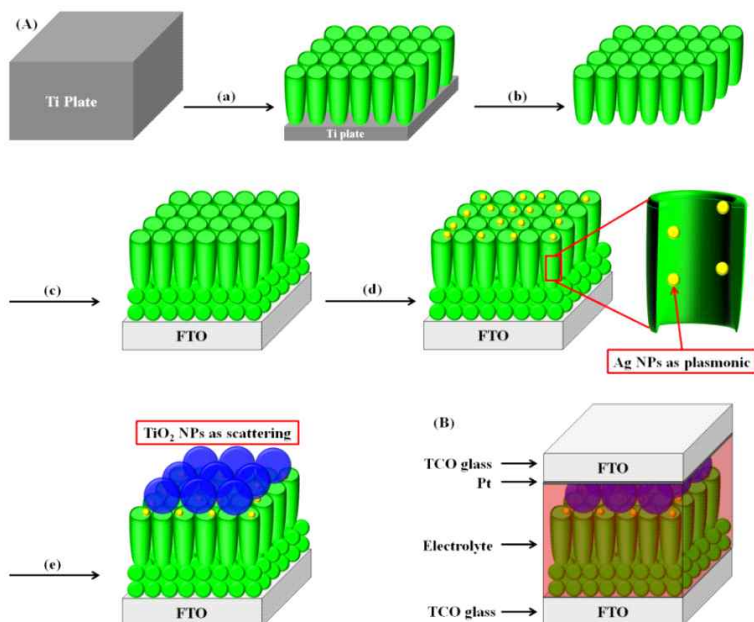 (A)
Ti Plate
(a)
Ti plate
(b)
(c)
FTO
(d)
FTO
Ag NPs as plasmonic
TiO₂ NPs as scattering
(e)
FTO
(B)
TCO glass
FTO
Pt
Electrolyte
TCO glass
FTO